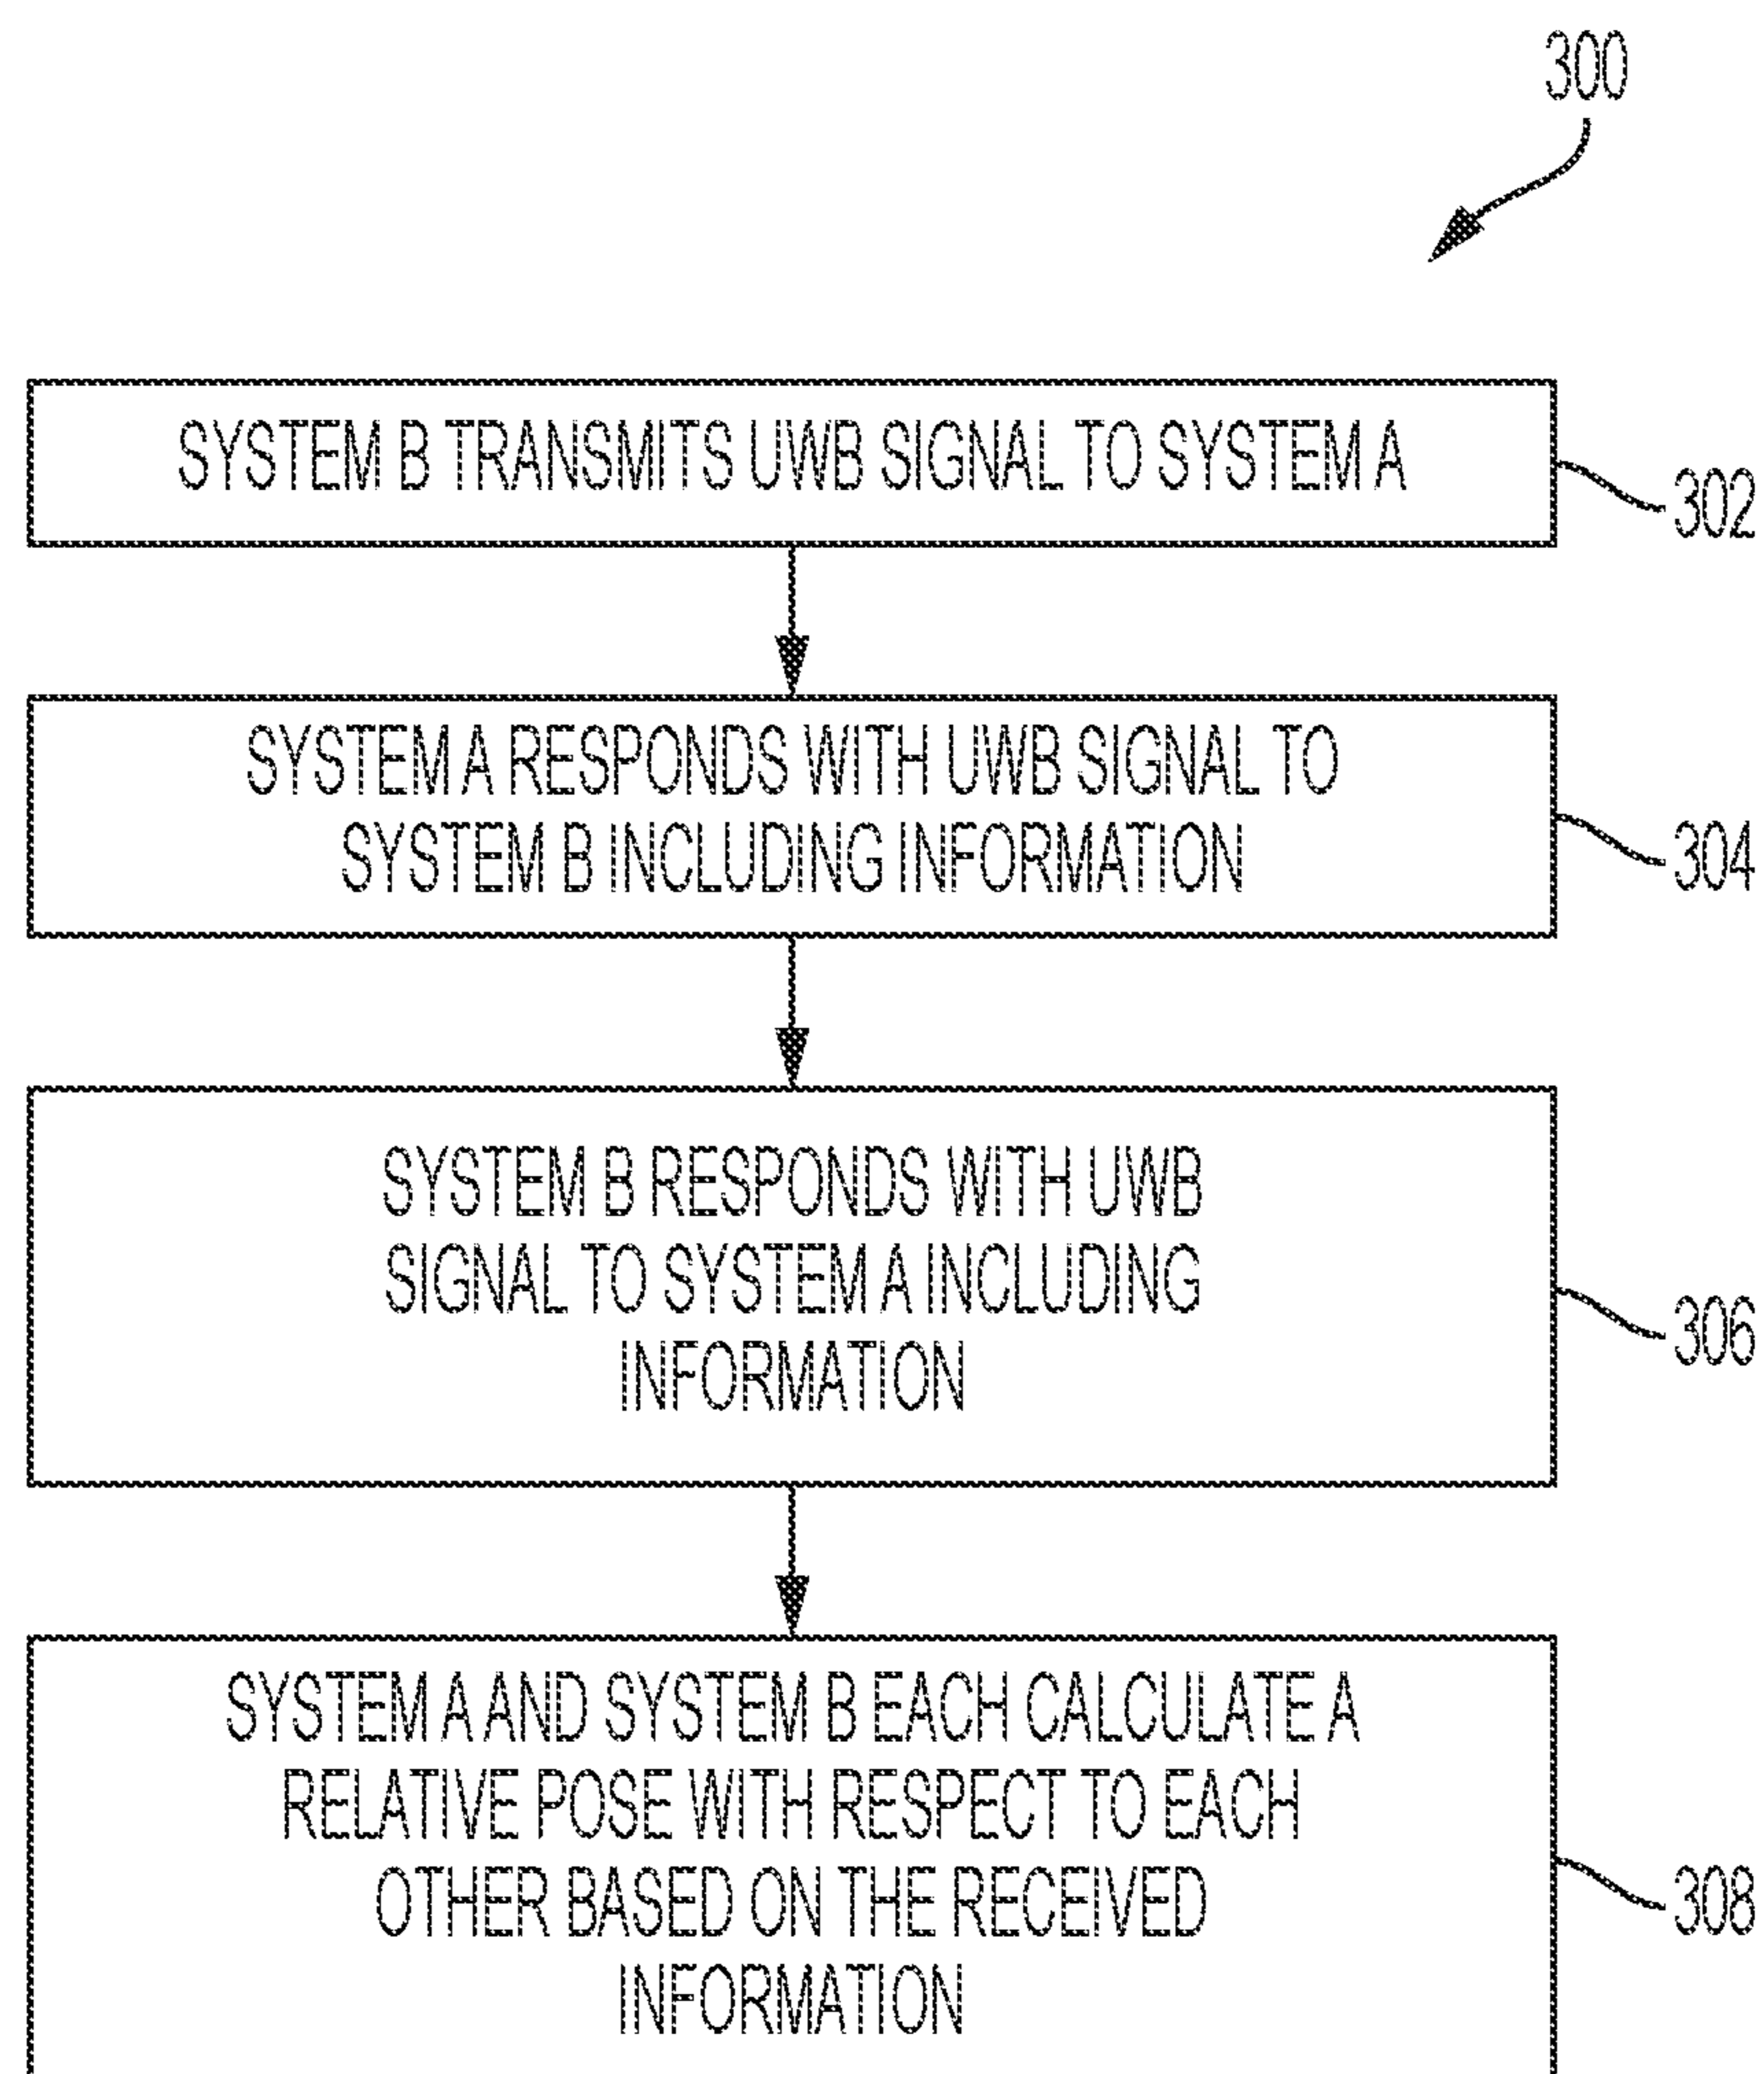 300
SYSTEM B TRANSMITS UWB SIGNAL TO SYSTEM A
302
SYSTEM A RESPONDS WITH UWB SIGNAL TO
SYSTEM B INCLUDING INFORMATION
304
SYSTEM B RESPONDS WITH UWB
SIGNAL TO SYSTEM A INCLUDING
INFORMATION
306
SYSTEM A AND SYSTEM B EACH CALCULATE A
RELATIVE POSE WITH RESPECT TO EACH
OTHER BASED ON THE RECEIVED
INFORMATION
308